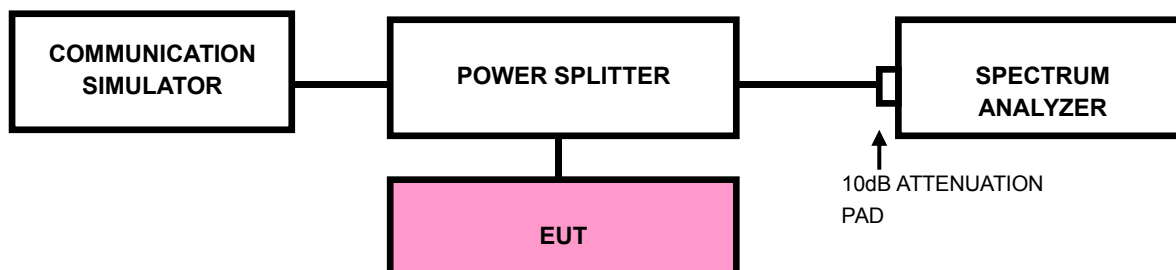 COMMUNICATION
SIMULATOR
POWER SPLITTER
SPECTRUM
ANALYZER
10dB ATTENUATION
PAD
EUT